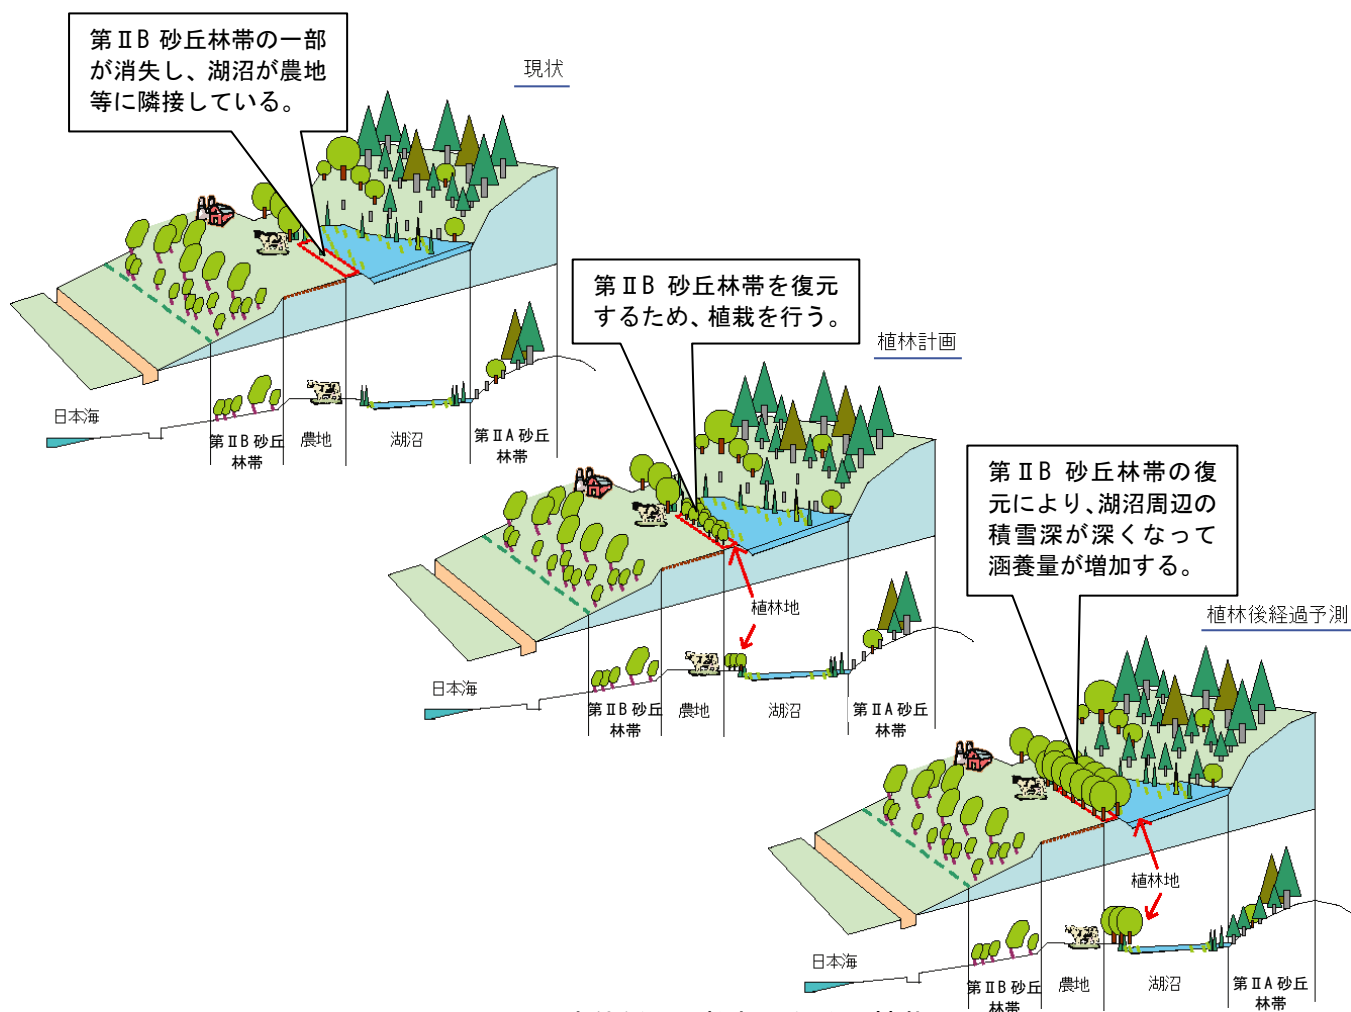 第ⅡB 砂丘林帯の一部
が消失し、湖沼が農地
等に隣接している。
現状
日本海
第ⅡB 砂丘
林帯
農地
湖沼
第ⅡA 砂丘
林帯
第ⅡB 砂丘林帯を復元
するため、植栽を行う。
植林計画
植林地
日本海
第ⅡB 砂丘
林帯
農地
湖沼
第ⅡA 砂丘
林帯
第ⅡB 砂丘林帯の復
元により、湖沼周辺の
積雪深が深くなって
涵養量が増加する。
植林後経過予測
植林地
日本海
第ⅡB 砂丘
林帯
農地
湖沼
第ⅡA 砂丘
林帯